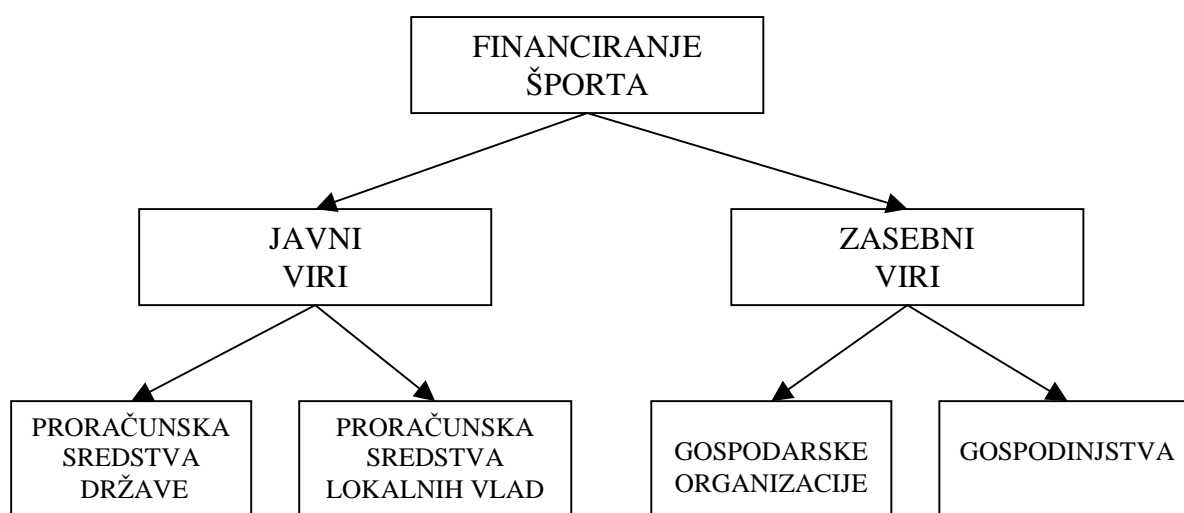 FINANCIRANJE
ŠPORTA
JAVNI
VIRI
ZASEBNI
VIRI
PRORAČUNSKA
SREDSTVA
DRŽAVE
PRORAČUNSKA
SREDSTVA
LOKALNIH VLAD
GOSPODARSKE
ORGANIZACIJE
GOSPODINJSTVA